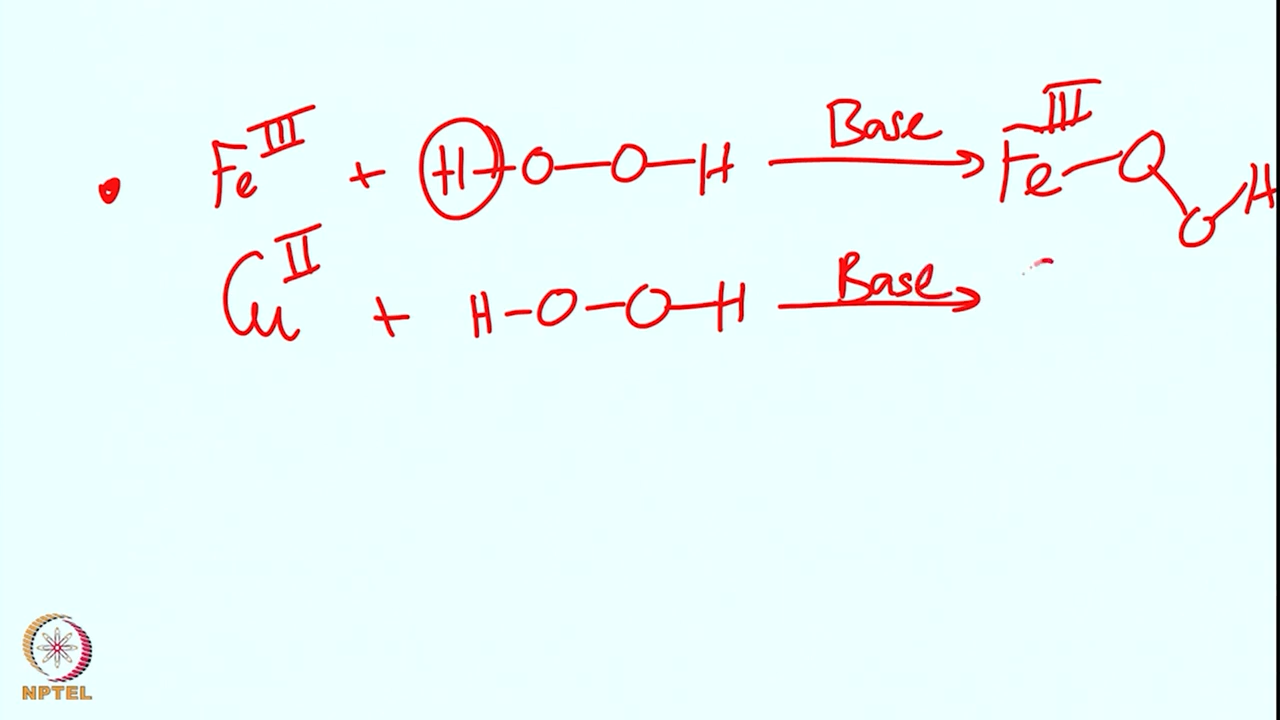 Fe III + H-O-O-H Base → Fe III-O-O-H
Cu II + H-O-O-H Base →
NPTEL